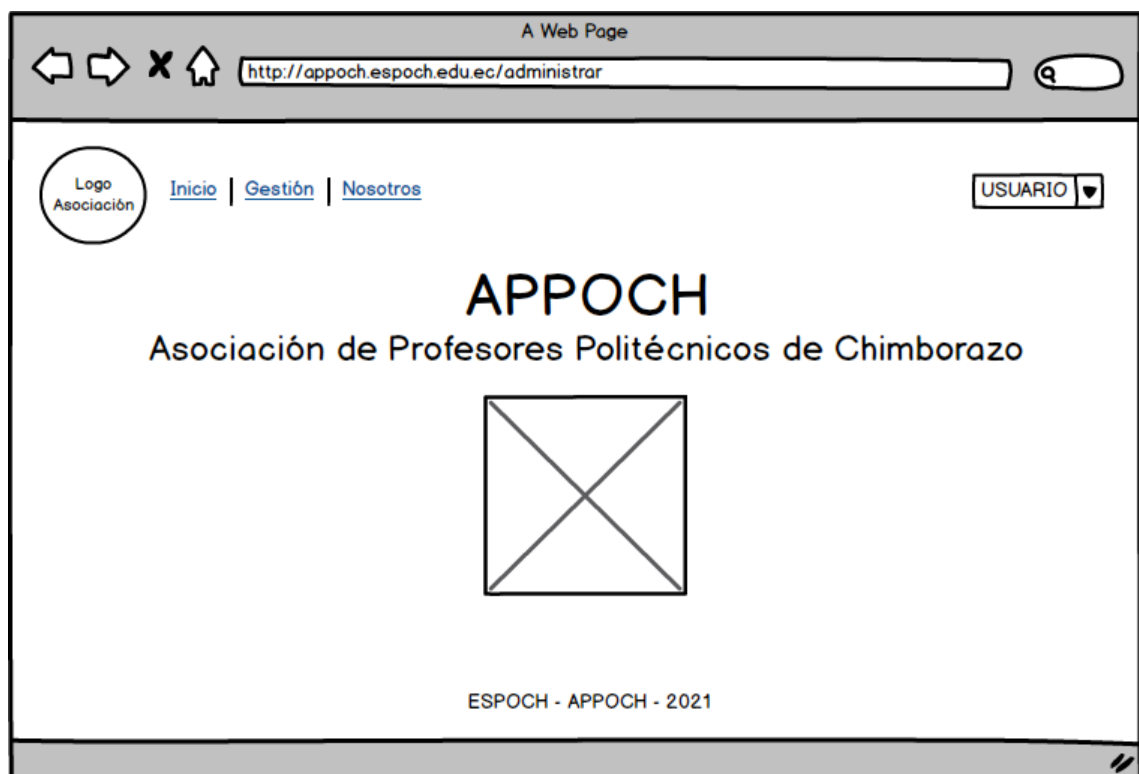 A Web Page
http://appoch.espoch.edu.ec/administrar
Logo
Asociación
Inicio | Gestión | Nosotros
USUARIO
APPOCH
Asociación de Profesores Politécnicos de Chimborazo
ESPOCH - APPOCH - 2021